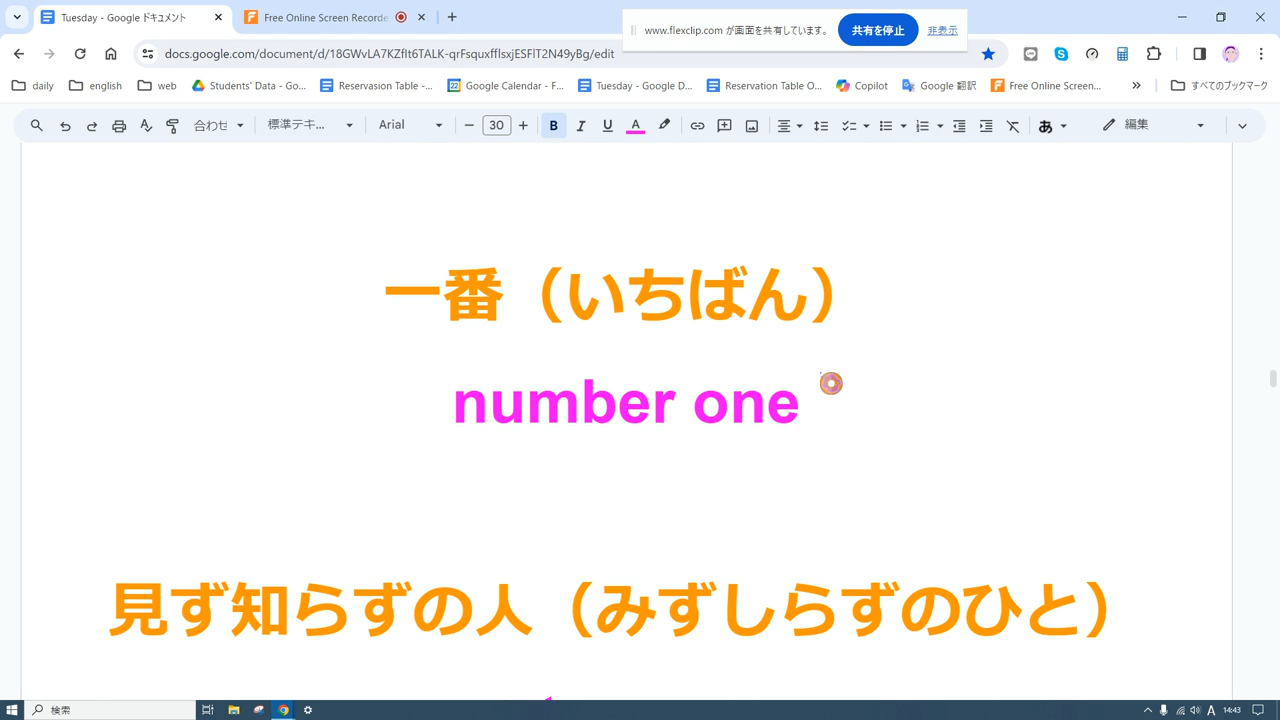 Tuesday - Google ドキュメント
Free Online Screen Recorde
www.flexclip.com が画面を共有しています。
共有を停止
非表示
docs.google.com/document/d/18GWvLA7KZflt6TALK-qrFsquxfflsxjLESFlT2N49yBg/edit
daily
english
web
Students' Data - Go...
Reservasion Table -...
Google Calendar - F...
Tuesday - Google D...
Reservation Table O...
Copilot
Google 翻訳
Free Online Screen...
すべてのブックマーク
合わせ
標準テキ...
Arial
30
編集
一番（いちばん）
number one
見ず知らずの人（みずしらずのひと）
検索
A
14:43